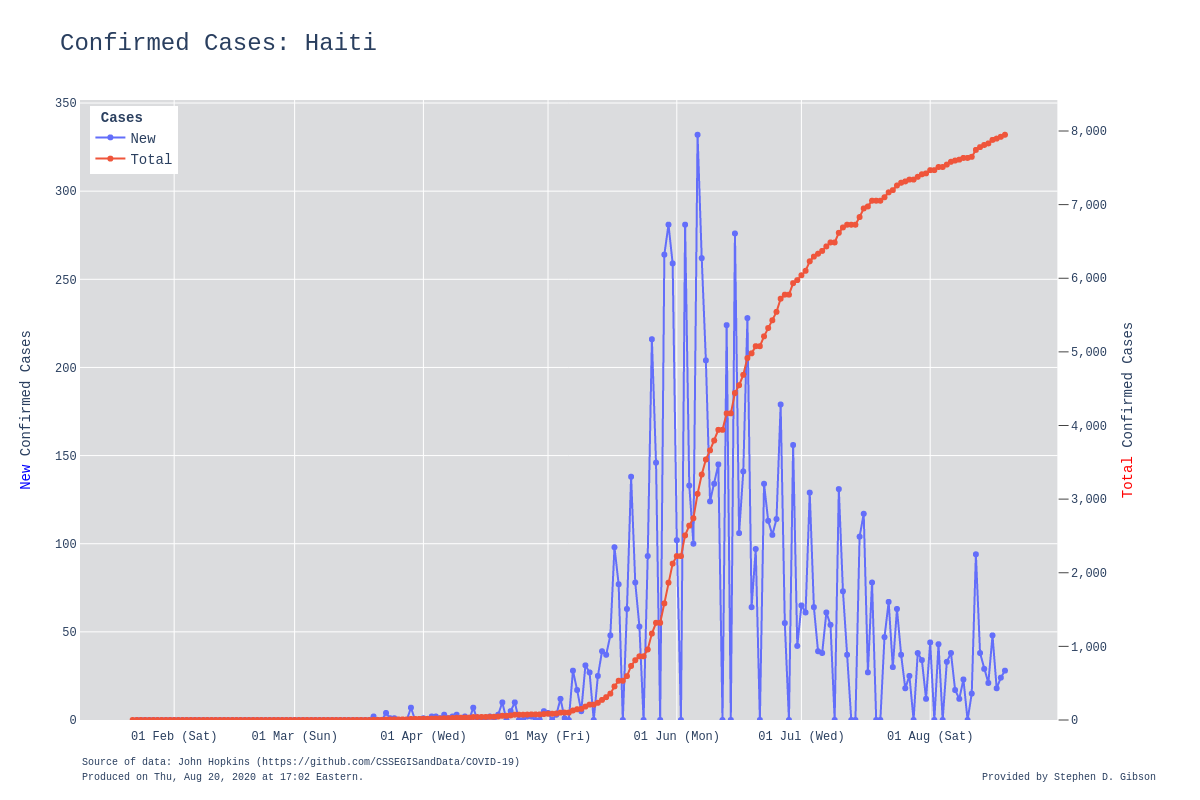 Confirmed Cases: Haiti
Cases
New
Total
350
300
250
200
150
100
50
0
New Confirmed Cases
8,000
7,000
6,000
5,000
4,000
3,000
2,000
1,000
0
Total Confirmed Cases
01 Feb (Sat) 01 Mar (Sun) 01 Apr (Wed) 01 May (Fri) 01 Jun (Mon) 01 Jul (Wed) 01 Aug (Sat)
Source of data: John Hopkins (https://github.com/CSSEGISandData/COVID-19)
Produced on Thu, Aug 20, 2020 at 17:02 Eastern.
Provided by Stephen D. Gibson